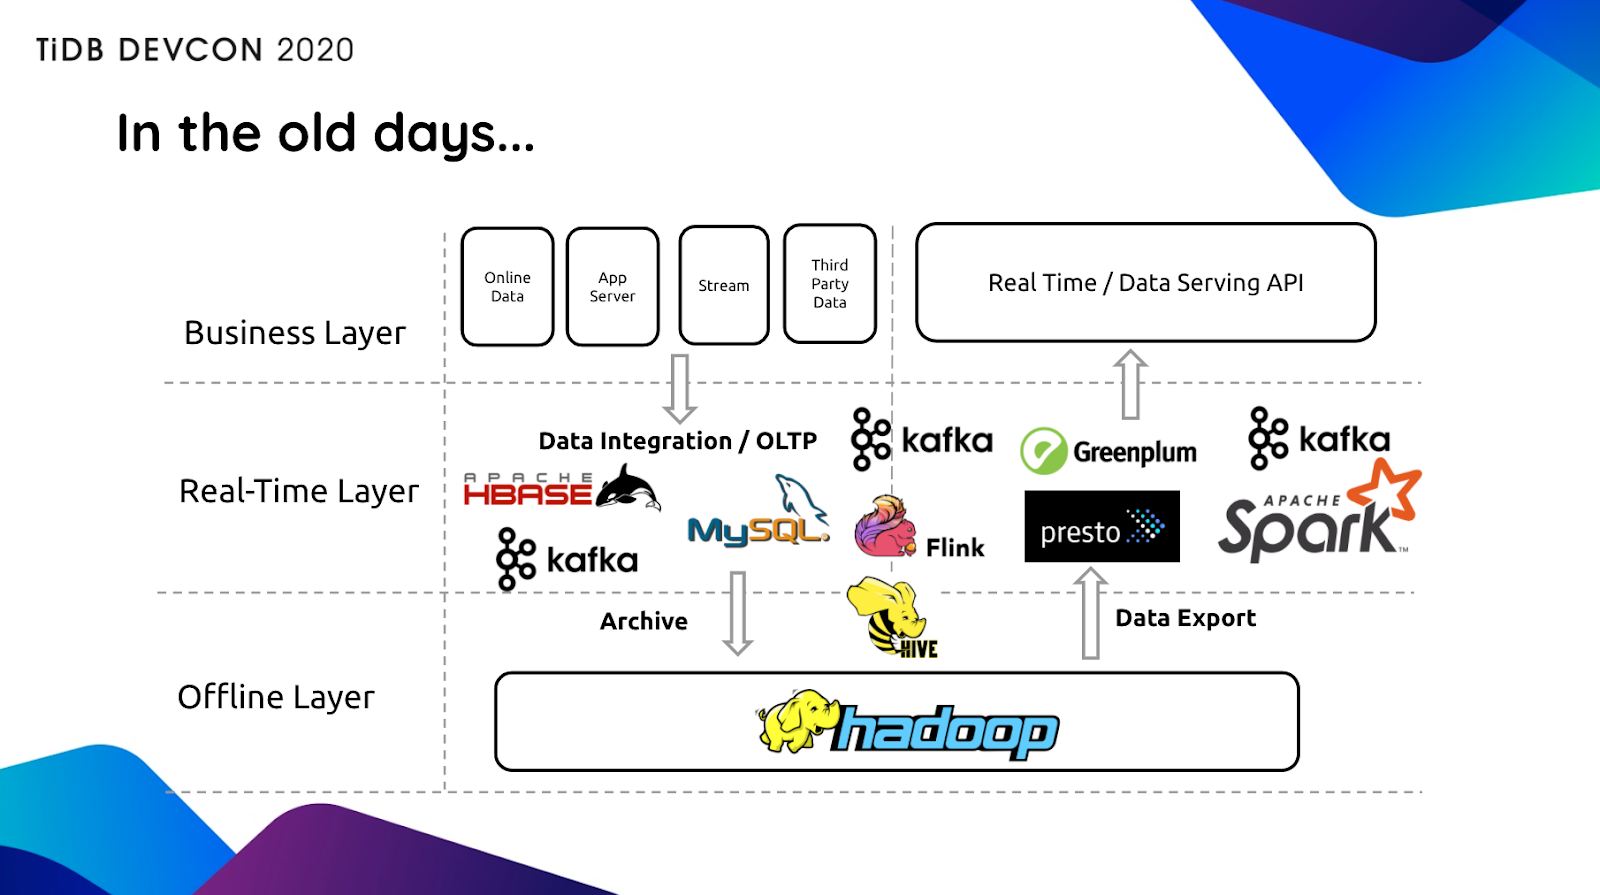 TiDB DEVCON 2020
In the old days...
Online
Data
App
Server
Stream
Third
Party
Data
Real Time / Data Serving API
Business Layer
Data Integration / OLTP
kafka
Greenplum
kafka
Real-Time Layer
APACHE
HBASE
MySQL.
Flink
presto
APACHE
Spark™
kafka
Archive
HIVE
Data Export
Offline Layer
hadoop